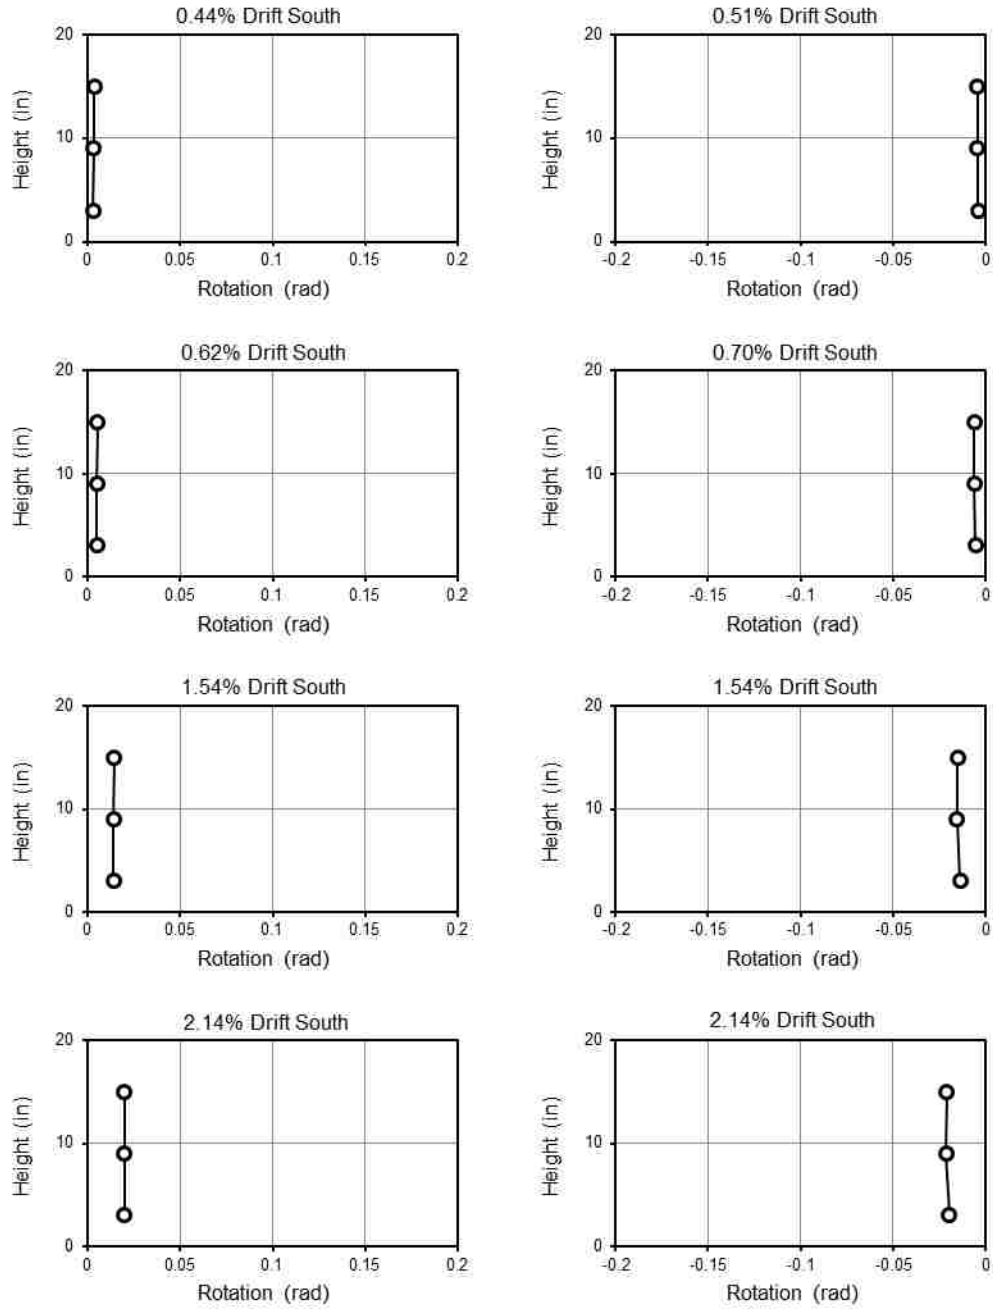 0.44% Drift South
20
10
0
Height (in)
0 0.05 0.1 0.15 0.2
Rotation (rad)
0.51% Drift South
20
10
0
Height (in)
-0.2 -0.15 -0.1 -0.05 0
Rotation (rad)
0.62% Drift South
20
10
0
Height (in)
0 0.05 0.1 0.15 0.2
Rotation (rad)
0.70% Drift South
20
10
0
Height (in)
-0.2 -0.15 -0.1 -0.05 0
Rotation (rad)
1.54% Drift South
20
10
0
Height (in)
0 0.05 0.1 0.15 0.2
Rotation (rad)
1.54% Drift South
20
10
0
Height (in)
-0.2 -0.15 -0.1 -0.05 0
Rotation (rad)
2.14% Drift South
20
10
0
Height (in)
0 0.05 0.1 0.15 0.2
Rotation (rad)
2.14% Drift South
20
10
0
Height (in)
-0.2 -0.15 -0.1 -0.05 0
Rotation (rad)